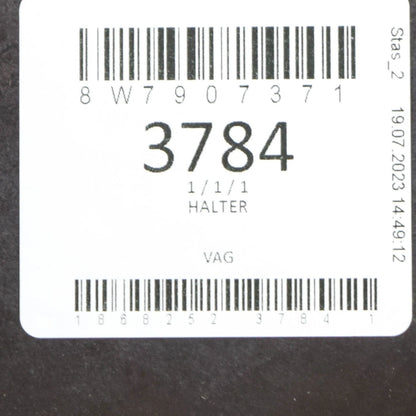 8W7907371
3784
1/1/1
HALTER
VAG
1868252 3784 1
Stas_2 19.07.2023 14:49:12